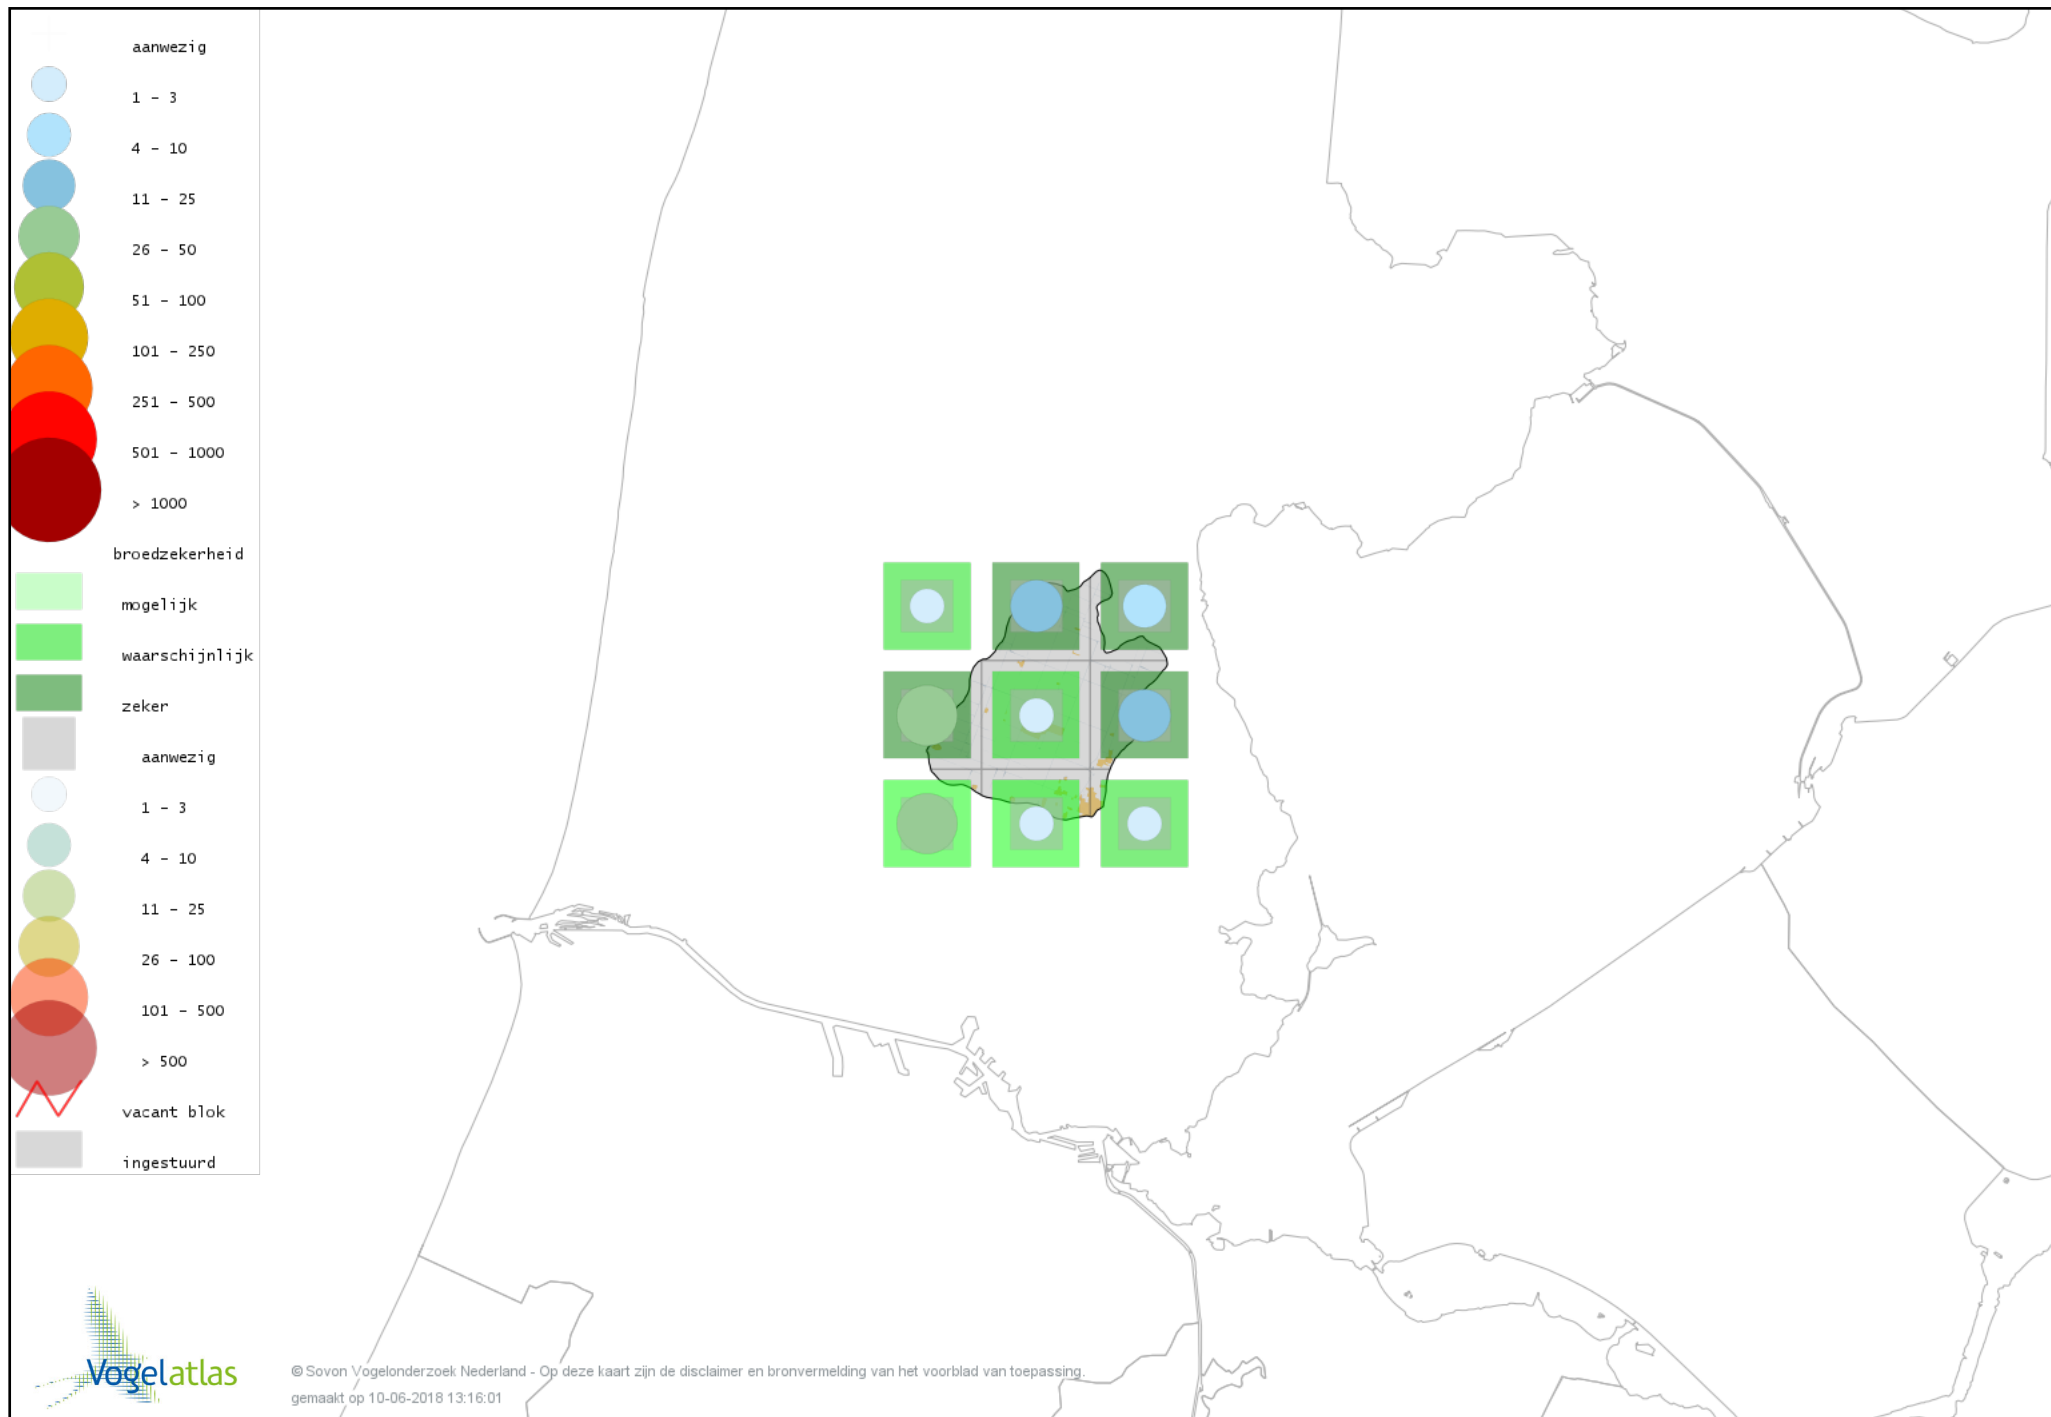 aanwezig
1 - 3
4 - 10
11 - 25
26 - 50
51 - 100
101 - 250
251 - 500
501 - 1000
> 1000
broedzekerheid
mogelijk
waarschijnlijk
zeker
aanwezig
1 - 3
4 - 10
11 - 25
26 - 100
101 - 500
> 500
vacant blok
ingestuurd
Vogelatlas
© Sovon Vogelonderzoek Nederland - Op deze kaart zijn de disclaimer en bronvermelding van het voorblad van toepassing.
gemaakt op 10-06-2018 13:16:01